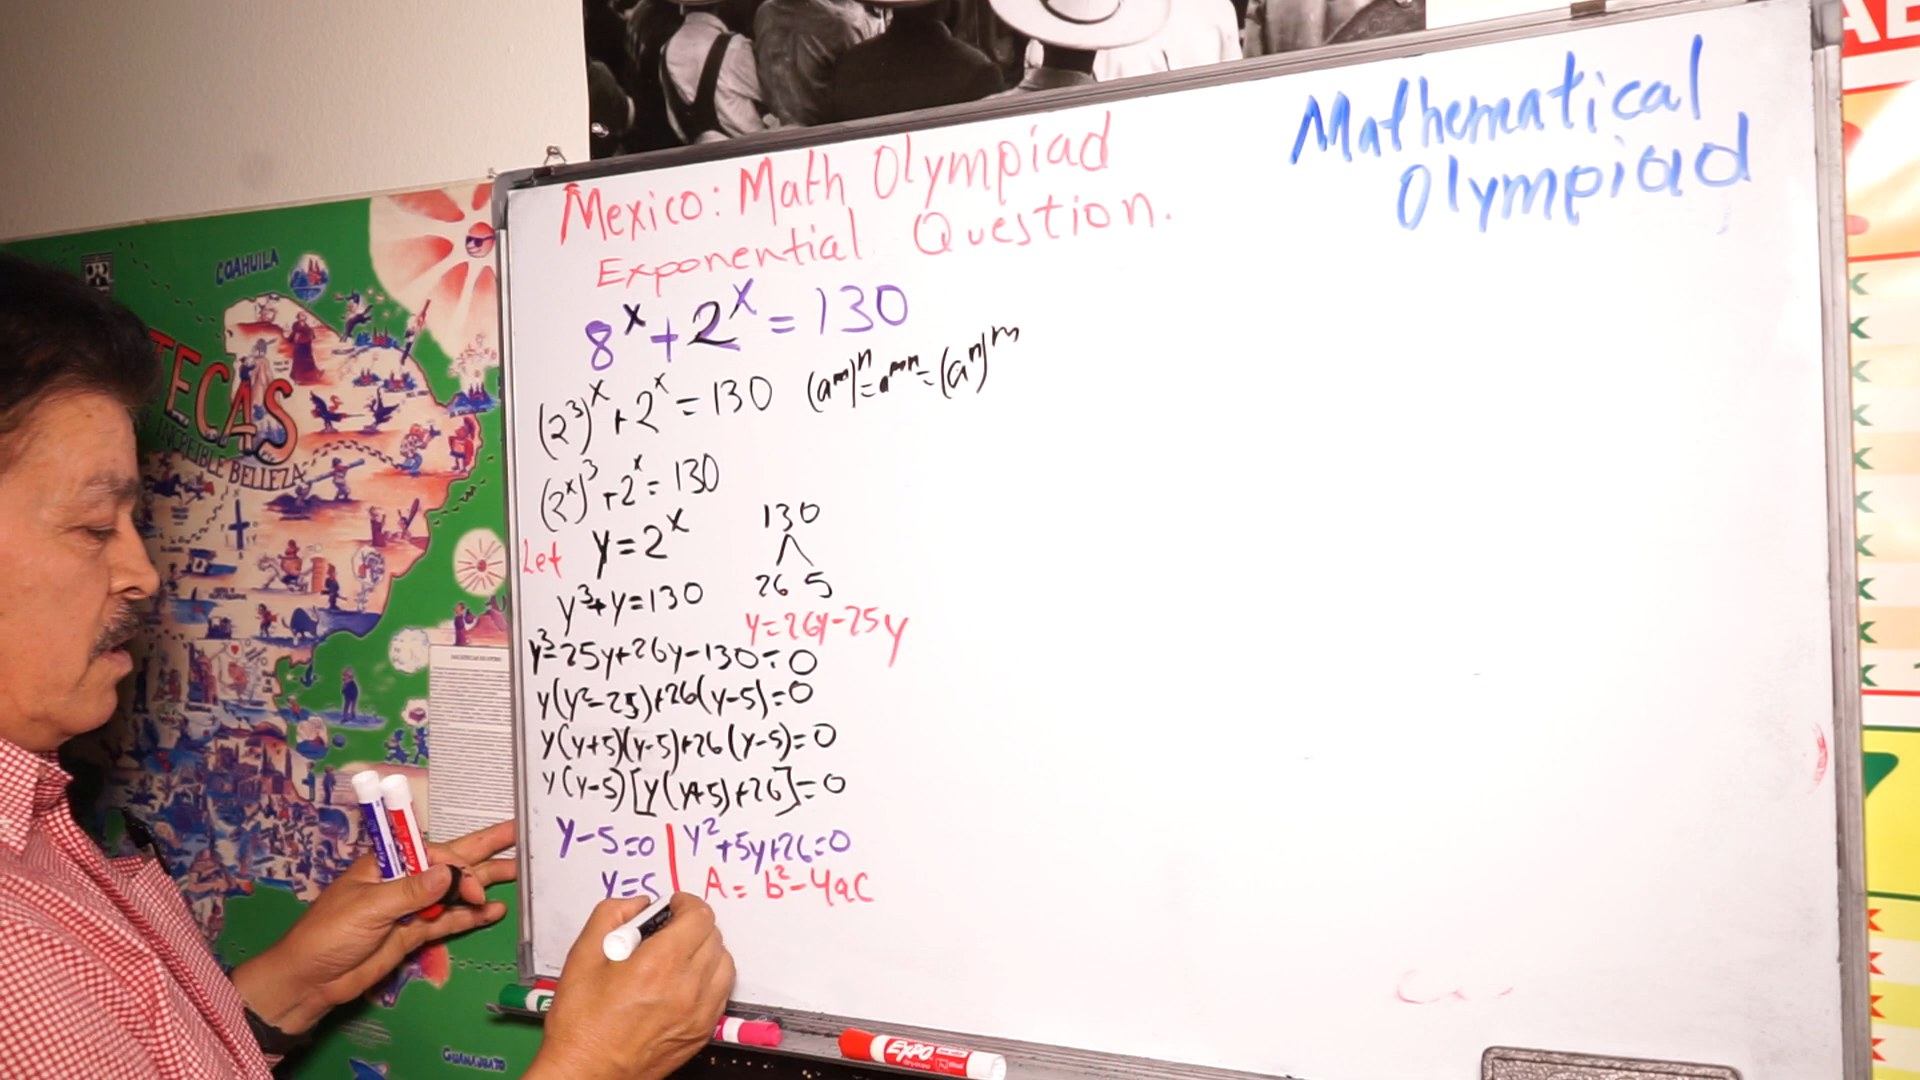 Mexico: Math Olympiad
Exponential Question.
Mathematical
Olympiad
8^x + 2^x = 130
(2^3)^x + 2^x = 130 (a^m)^n = a^mn = (a^n)^m
(2^x)^3 + 2^x = 130
Let y = 2^x
130
26 5
y^3 + y = 130
y = 26y - 25y
y^3 - 25y + 26y - 130 = 0
y(y^2 - 25) + 26(y - 5) = 0
y(y + 5)(y - 5) + 26(y - 5) = 0
y(y - 5)[y(y + 5) + 26] = 0
y - 5 = 0 | y^2 + 5y + 26 = 0
y = 5 | A = b^2 - 4ac
COAHUILA
TECAS
INCREIBLE BELLEZA
GUANAJUATO
EXPO